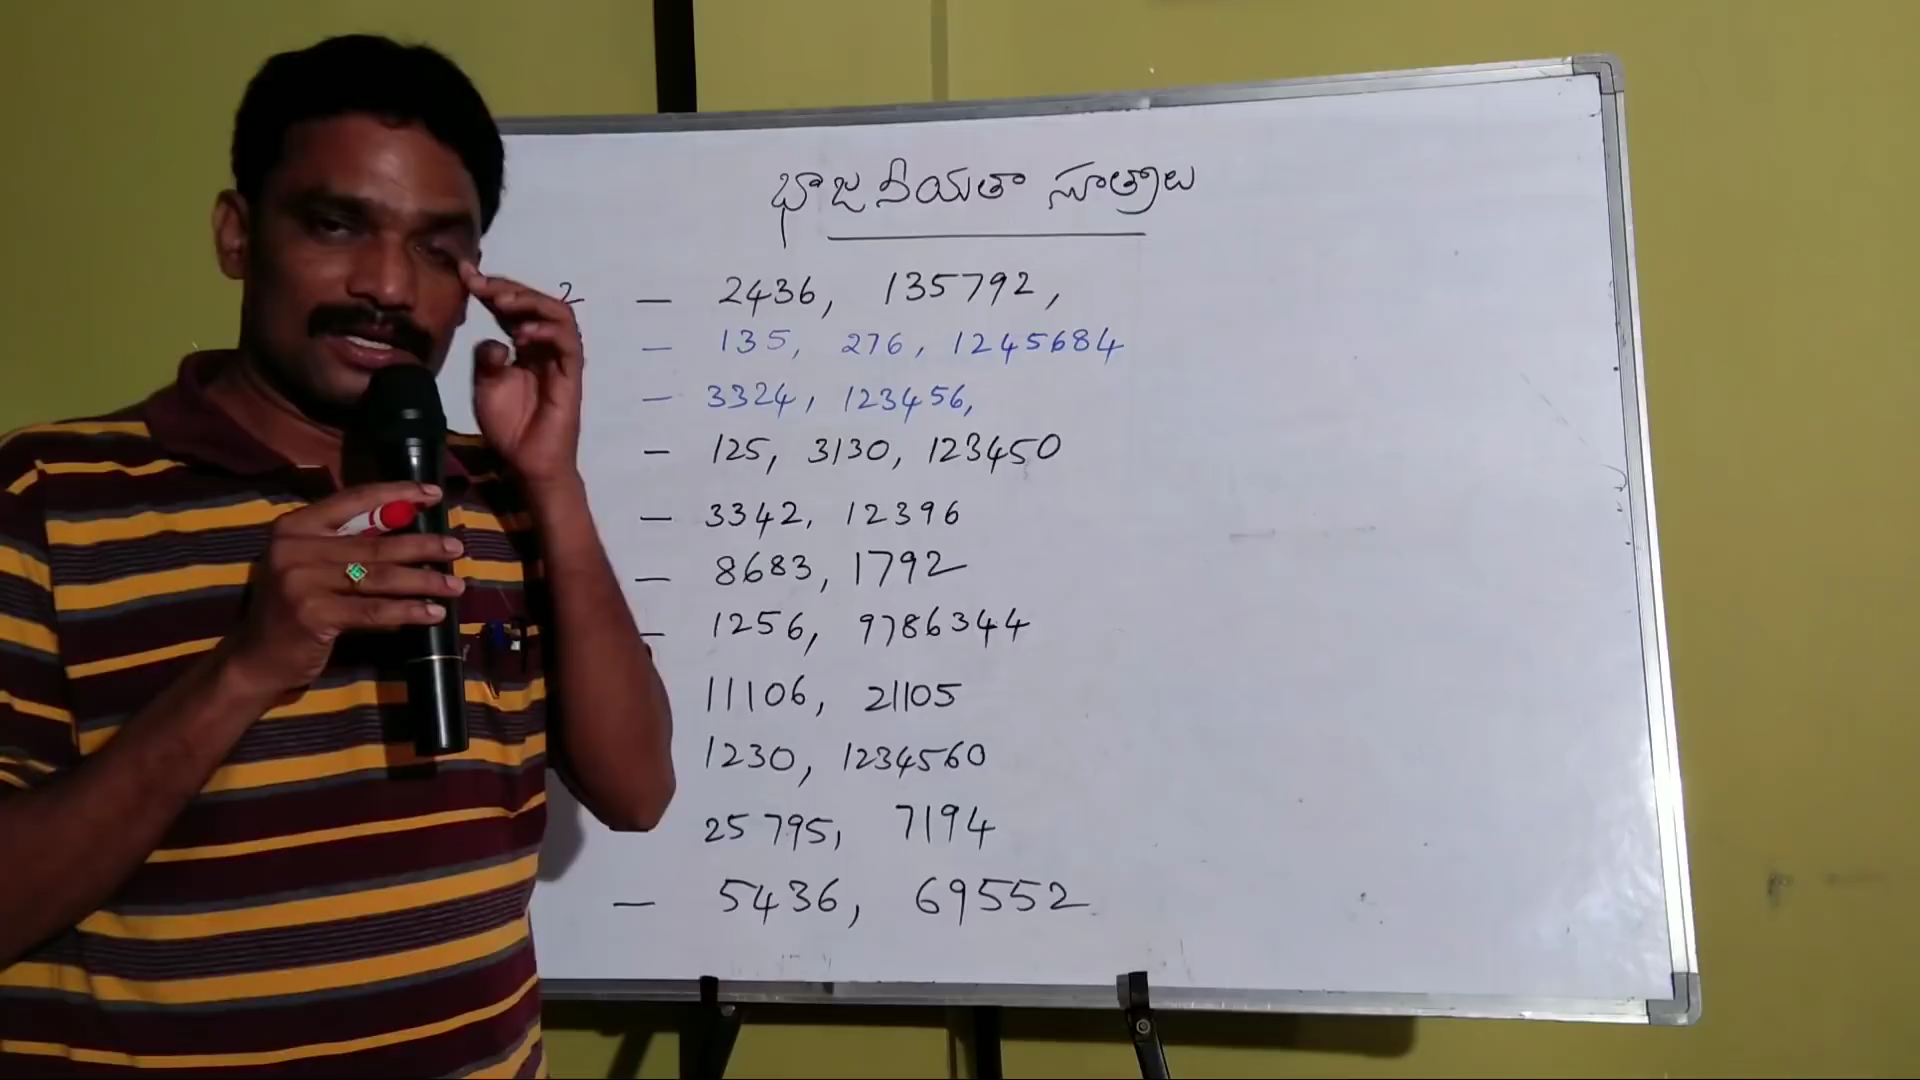 భాజనీయతా సూత్రాలు
2 - 2436, 135792,
- 135, 276, 1245684
- 3324, 123456,
- 125, 3130, 123450
- 3342, 12396
- 8683, 1792
- 1256, 9786344
11106, 21105
1230, 1234560
25795, 7194
- 5436, 69552